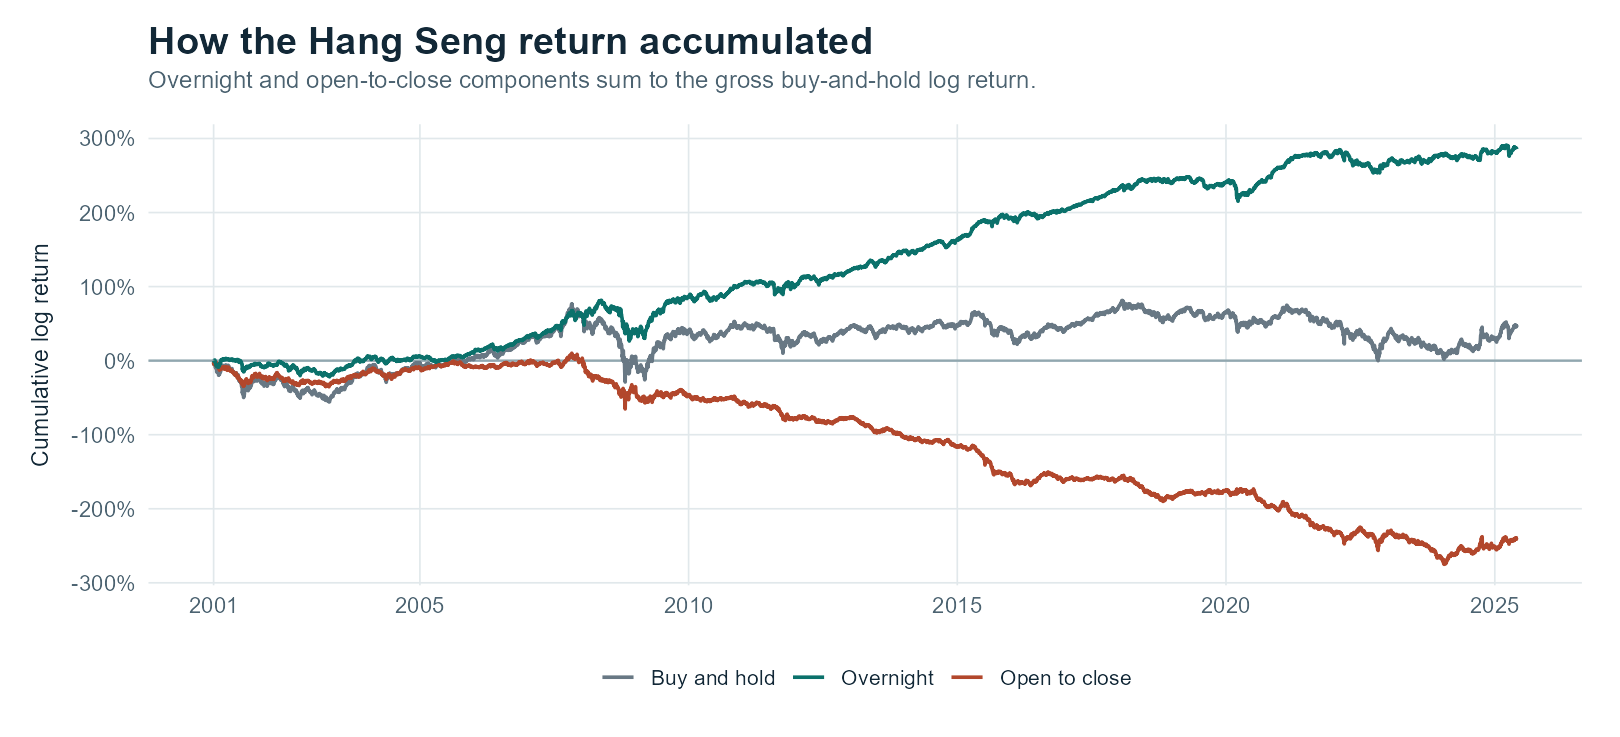 How the Hang Seng return accumulated
Overnight and open-to-close components sum to the gross buy-and-hold log return.
Cumulative log return
300%
200%
100%
0%
-100%
-200%
-300%
2001 2005 2010 2015 2020 2025
Buy and hold Overnight Open to close